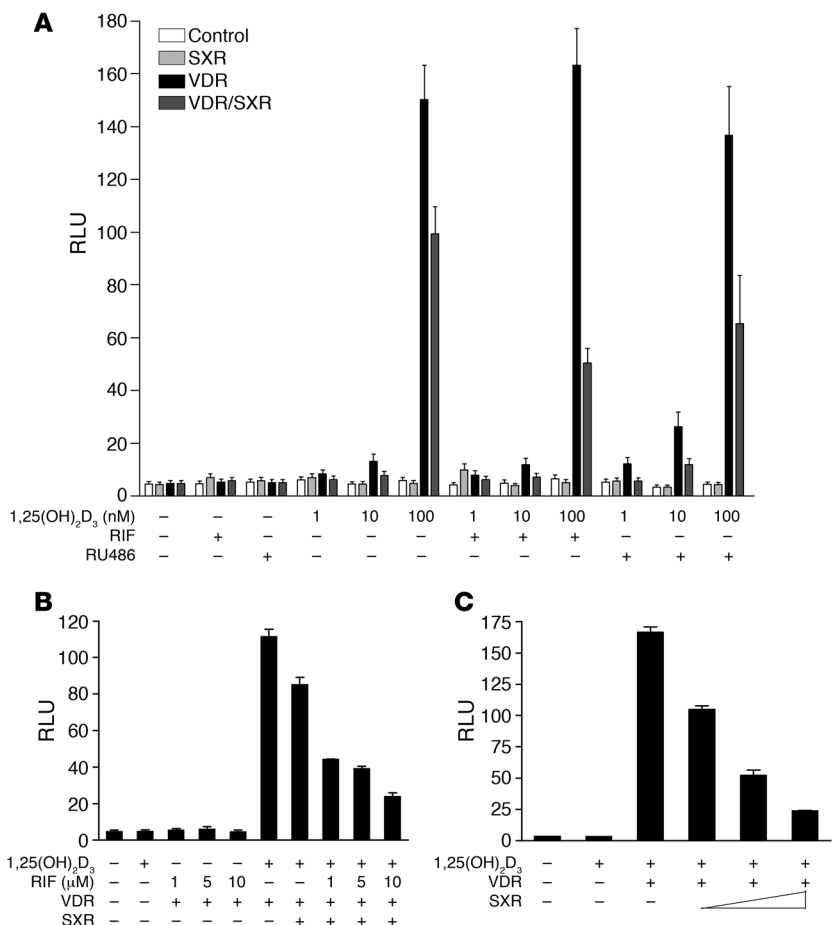 A
180
160
140
120
100
80
60
40
20
0
RLU
Control
SXR
VDR
VDR/SXR
1,25(OH)2D3 (nM) – – – 1 10 100 1 10 100 1 10 100
RIF – + – – – – + + + – – –
RU486 – – + – – – – – – + + +
B
120
100
80
60
40
20
0
RLU
1,25(OH)2D3 – + – – – + + + + +
RIF (μM) – – 1 5 10 – – 1 5 10
VDR – – + + + + + + + +
SXR – – – – – – + + + +
C
175
150
125
100
75
50
25
0
RLU
1,25(OH)2D3 – + + + + +
VDR – – + + + +
SXR – – –